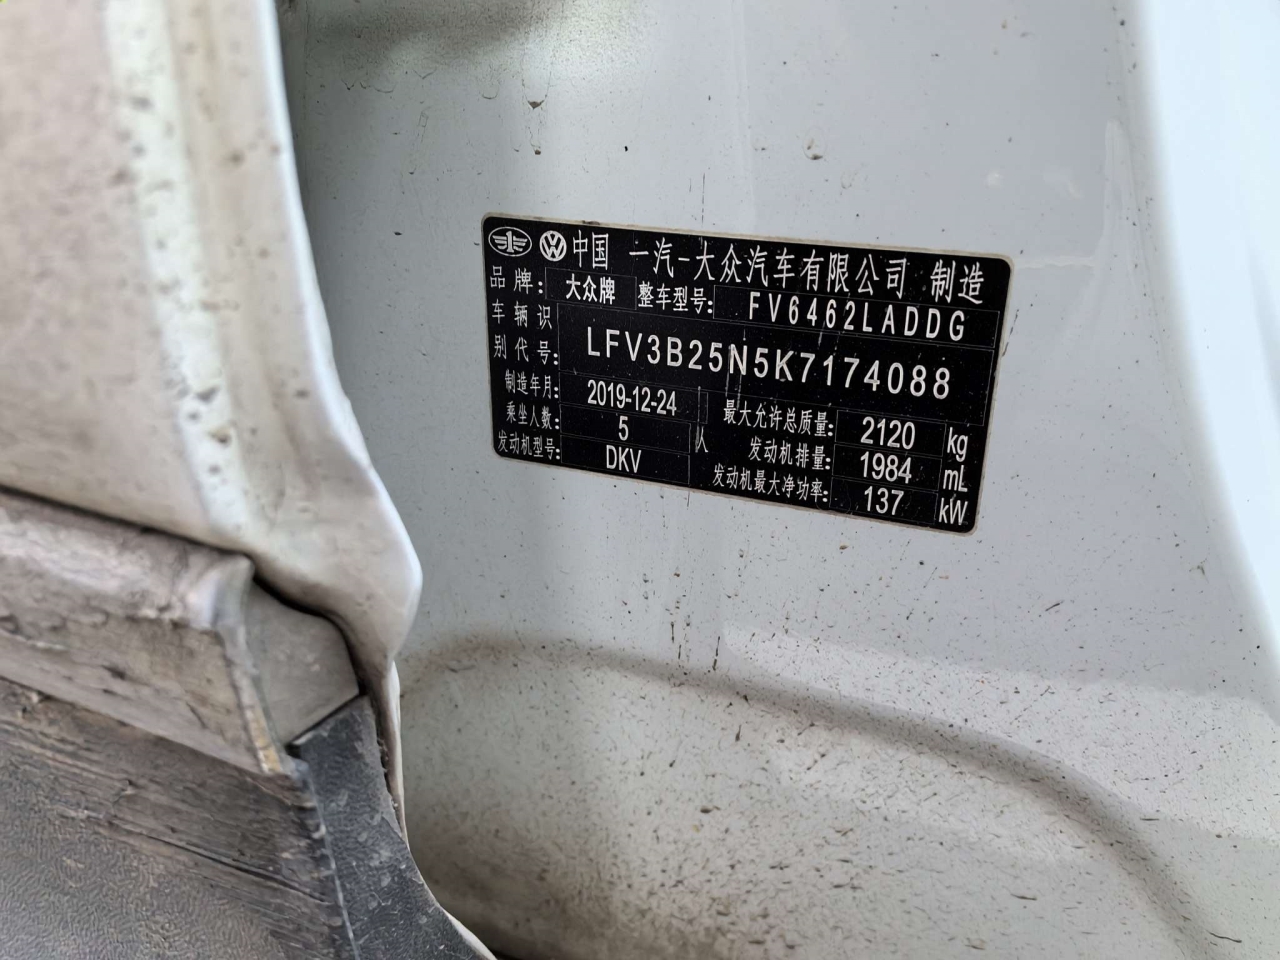 中国 一汽-大众汽车有限公司 制造
品牌: 大众牌 整车型号: FV6462LADDG
车辆识别代号: LFV3B25N5K7174088
制造年月: 2019-12-24 最大允许总质量: 2120 kg
乘坐人数: 5 人 发动机排量: 1984 mL
发动机型号: DKV 发动机最大净功率: 137 kW